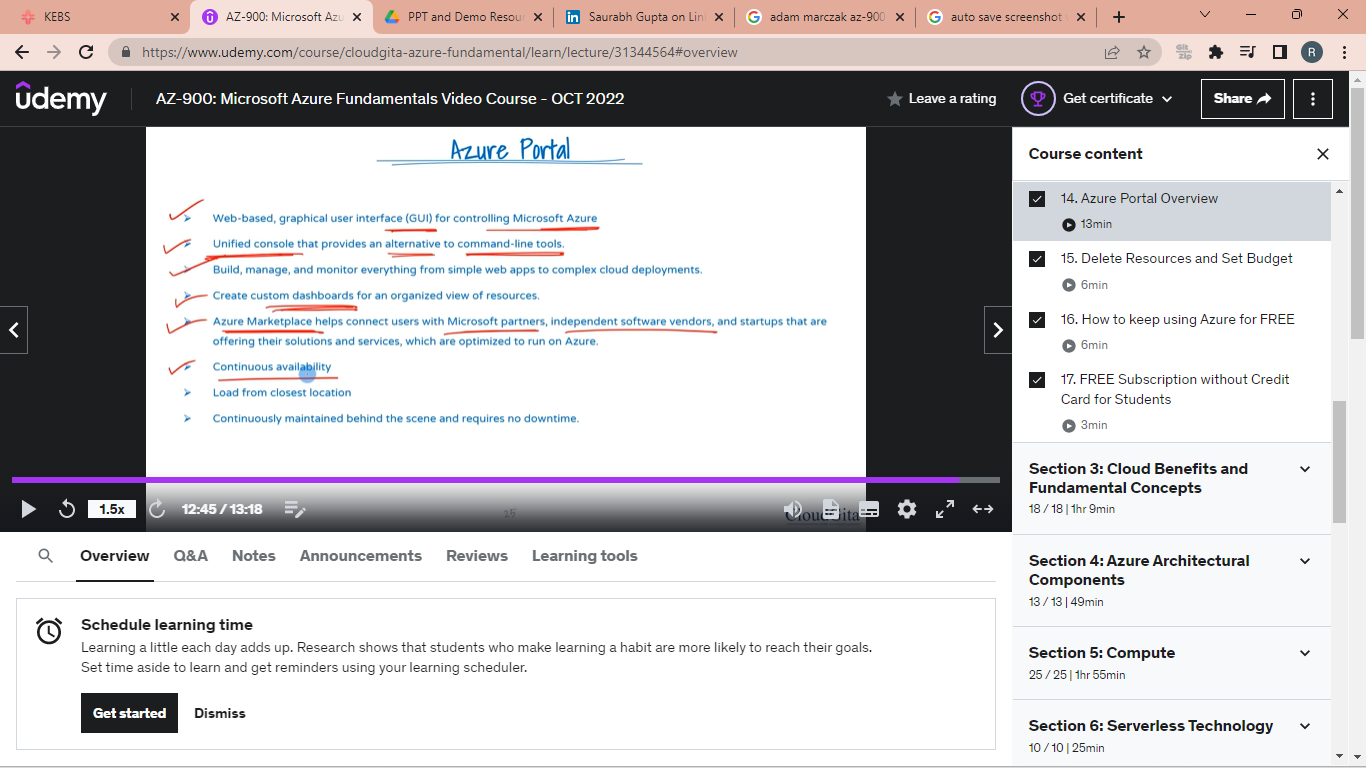 KEBS
AZ-900: Microsoft Azu
PPT and Demo Resour
Saurabh Gupta on Lin
adam marczak az-900
auto save screenshot
https://www.udemy.com/course/cloudgita-azure-fundamental/learn/lecture/31344564#overview
R
udemy
AZ-900: Microsoft Azure Fundamentals Video Course - OCT 2022
Leave a rating
Get certificate
Share
Azure Portal
Web-based, graphical user interface (GUI) for controlling Microsoft Azure
Unified console that provides an alternative to command-line tools.
Build, manage, and monitor everything from simple web apps to complex cloud deployments.
Create custom dashboards for an organized view of resources.
Azure Marketplace helps connect users with Microsoft partners, independent software vendors, and startups that are
offering their solutions and services, which are optimized to run on Azure.
Continuous availability
Load from closest location
Continuously maintained behind the scene and requires no downtime.
25
CloudGita
1.5x
12:45 / 13:18
Course content
14. Azure Portal Overview
13min
15. Delete Resources and Set Budget
6min
16. How to keep using Azure for FREE
6min
17. FREE Subscription without Credit
Card for Students
3min
Section 3: Cloud Benefits and
Fundamental Concepts
18 / 18 | 1hr 9min
Section 4: Azure Architectural
Components
13 / 13 | 49min
Section 5: Compute
25 / 25 | 1hr 55min
Section 6: Serverless Technology
10 / 10 | 25min
Overview
Q&A
Notes
Announcements
Reviews
Learning tools
Schedule learning time
Learning a little each day adds up. Research shows that students who make learning a habit are more likely to reach their goals.
Set time aside to learn and get reminders using your learning scheduler.
Get started
Dismiss